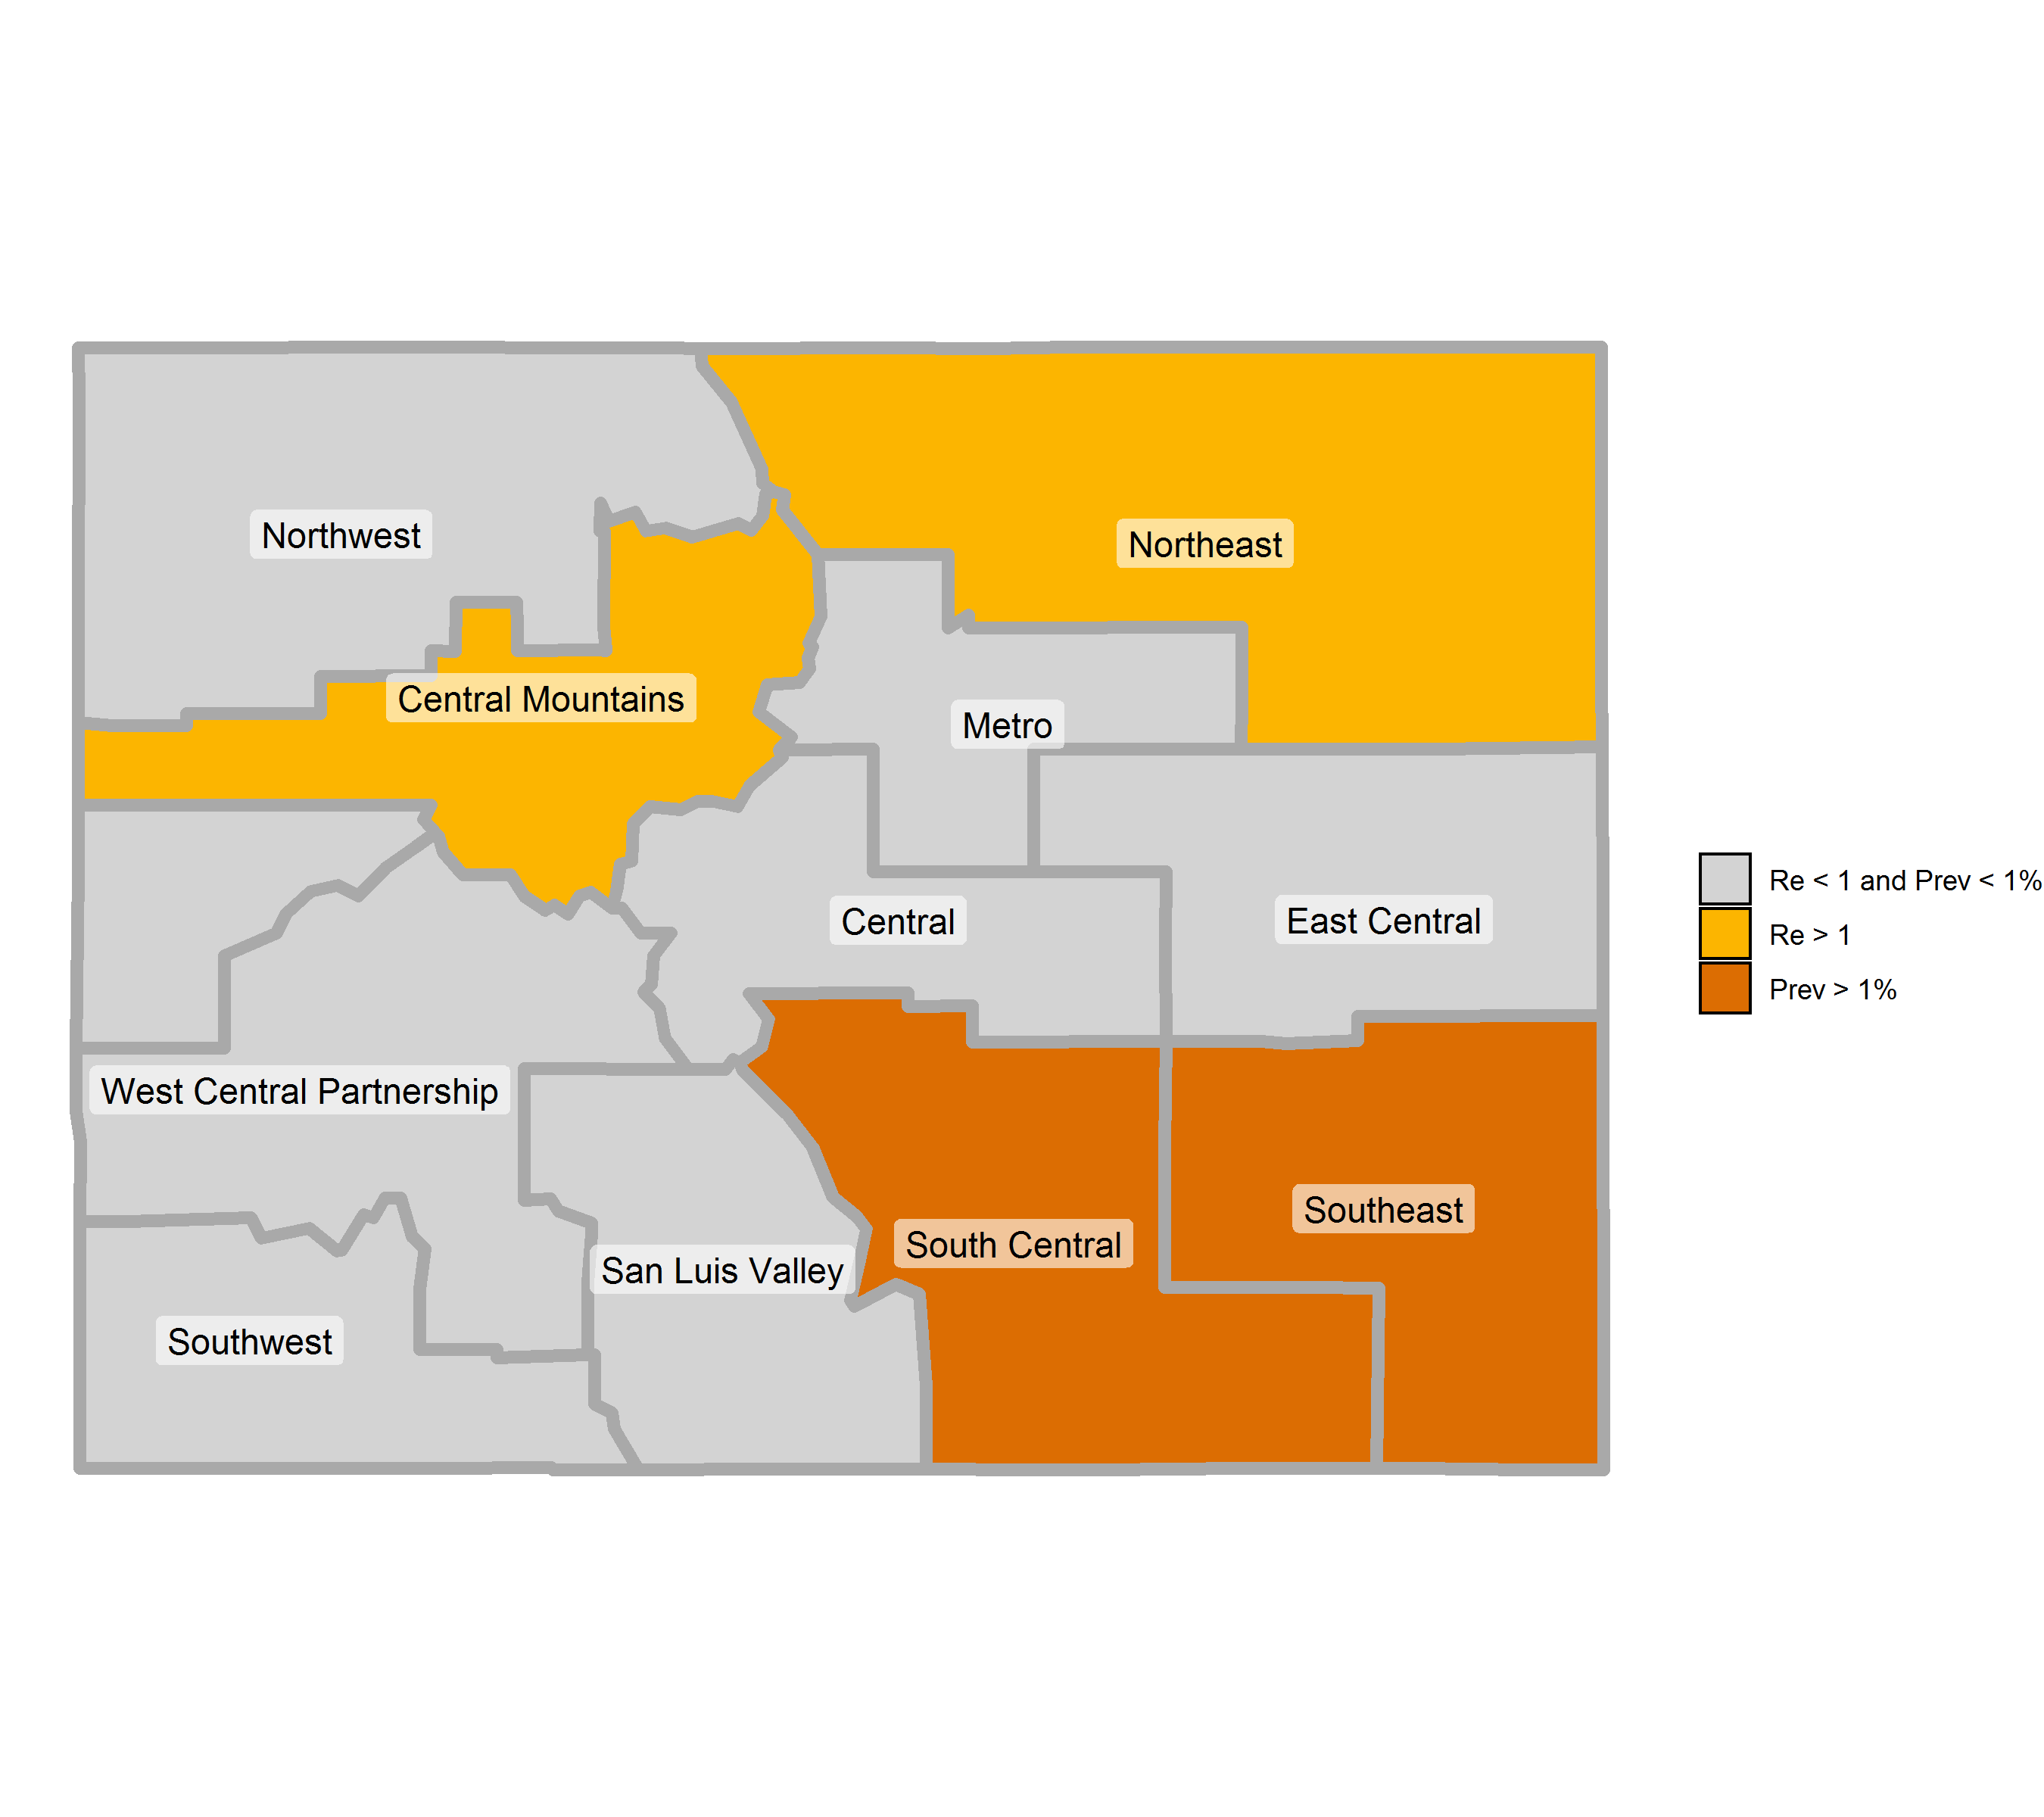 Northwest
Northeast
Central Mountains
Metro
Central
East Central
West Central Partnership
Southeast
South Central
San Luis Valley
Southwest
Re < 1 and Prev < 1%
Re > 1
Prev > 1%